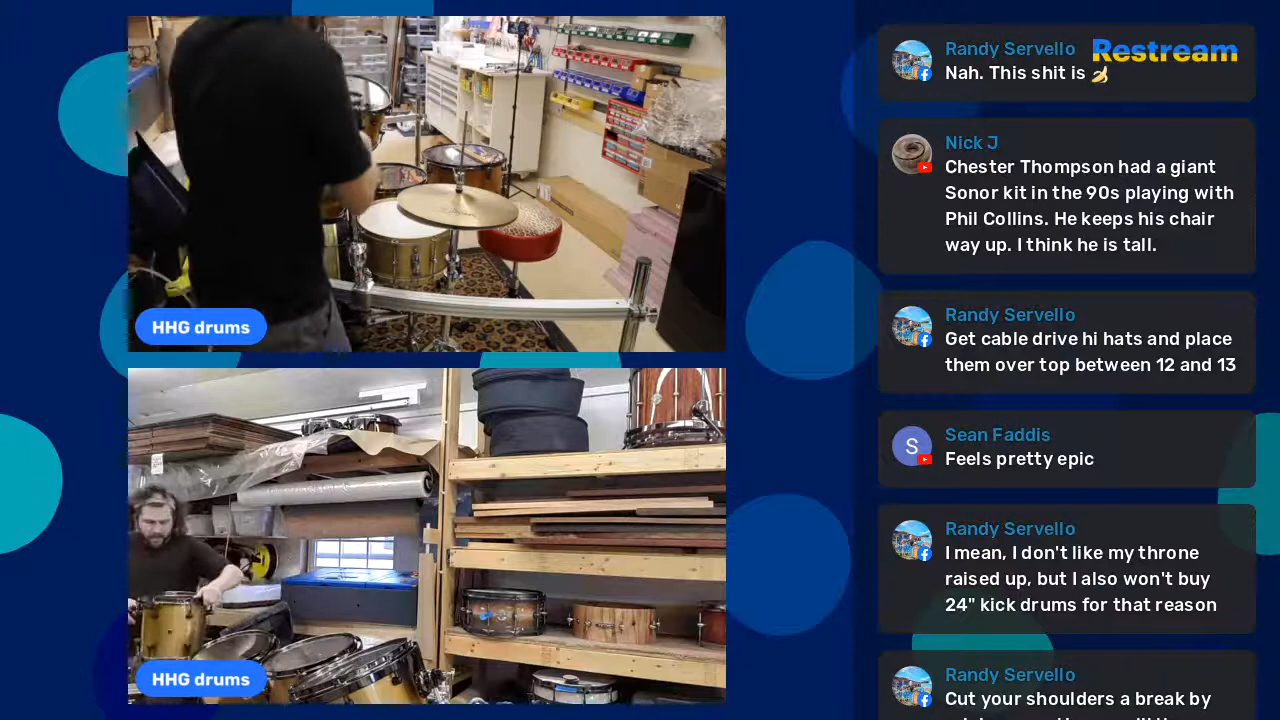 HHG drums
HHG drums
Restream
Randy Servello
Nah. This shit is 🍌
Nick J
Chester Thompson had a giant
Sonor kit in the 90s playing with
Phil Collins. He keeps his chair
way up. I think he is tall.
Randy Servello
Get cable drive hi hats and place
them over top between 12 and 13
S
Sean Faddis
Feels pretty epic
Randy Servello
I mean, I don't like my throne
raised up, but I also won't buy
24" kick drums for that reason
Randy Servello
Cut your shoulders a break by